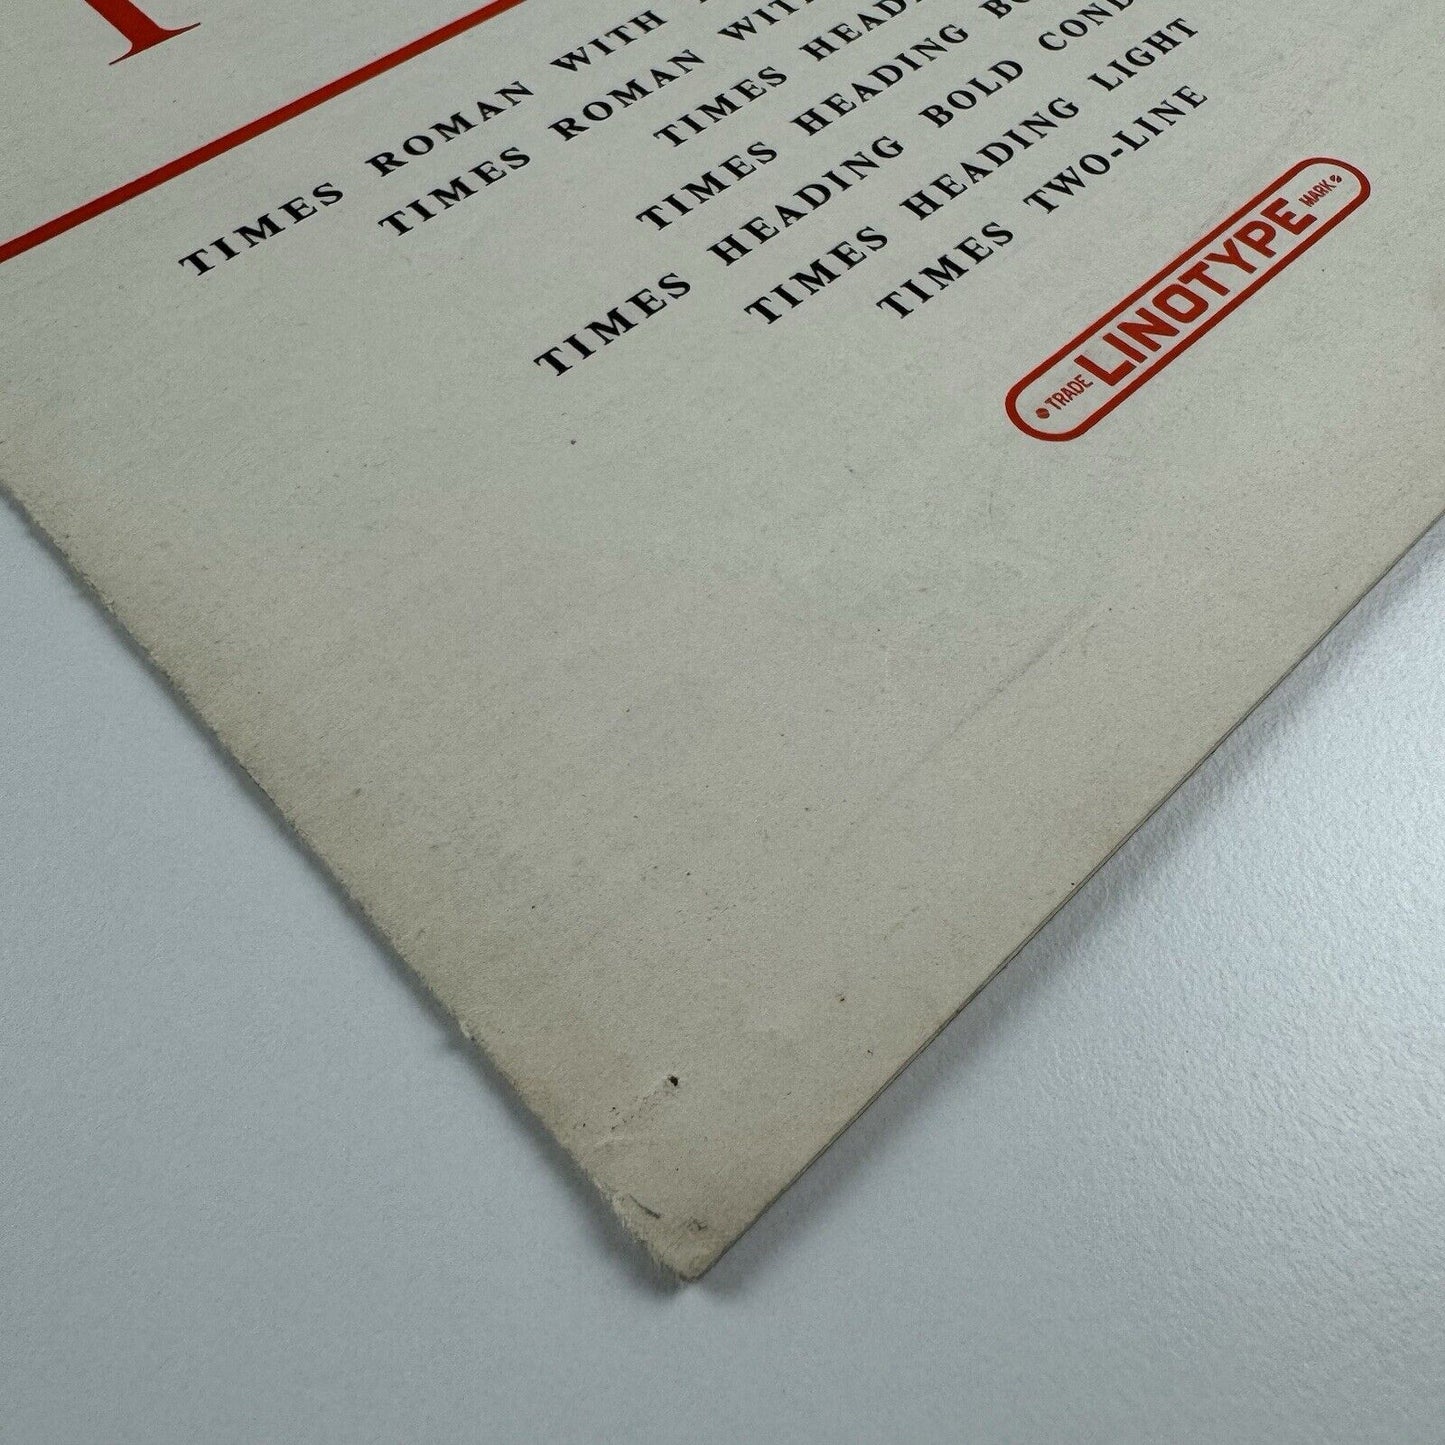 TIMES ROMAN WITH
TIMES ROMAN WITH
TIMES
TIMES HEADING
TIMES HEADING BOLD
TIMES HEADING LIGHT
TIMES TWO-LINE
TRADE LINOTYPE MARK